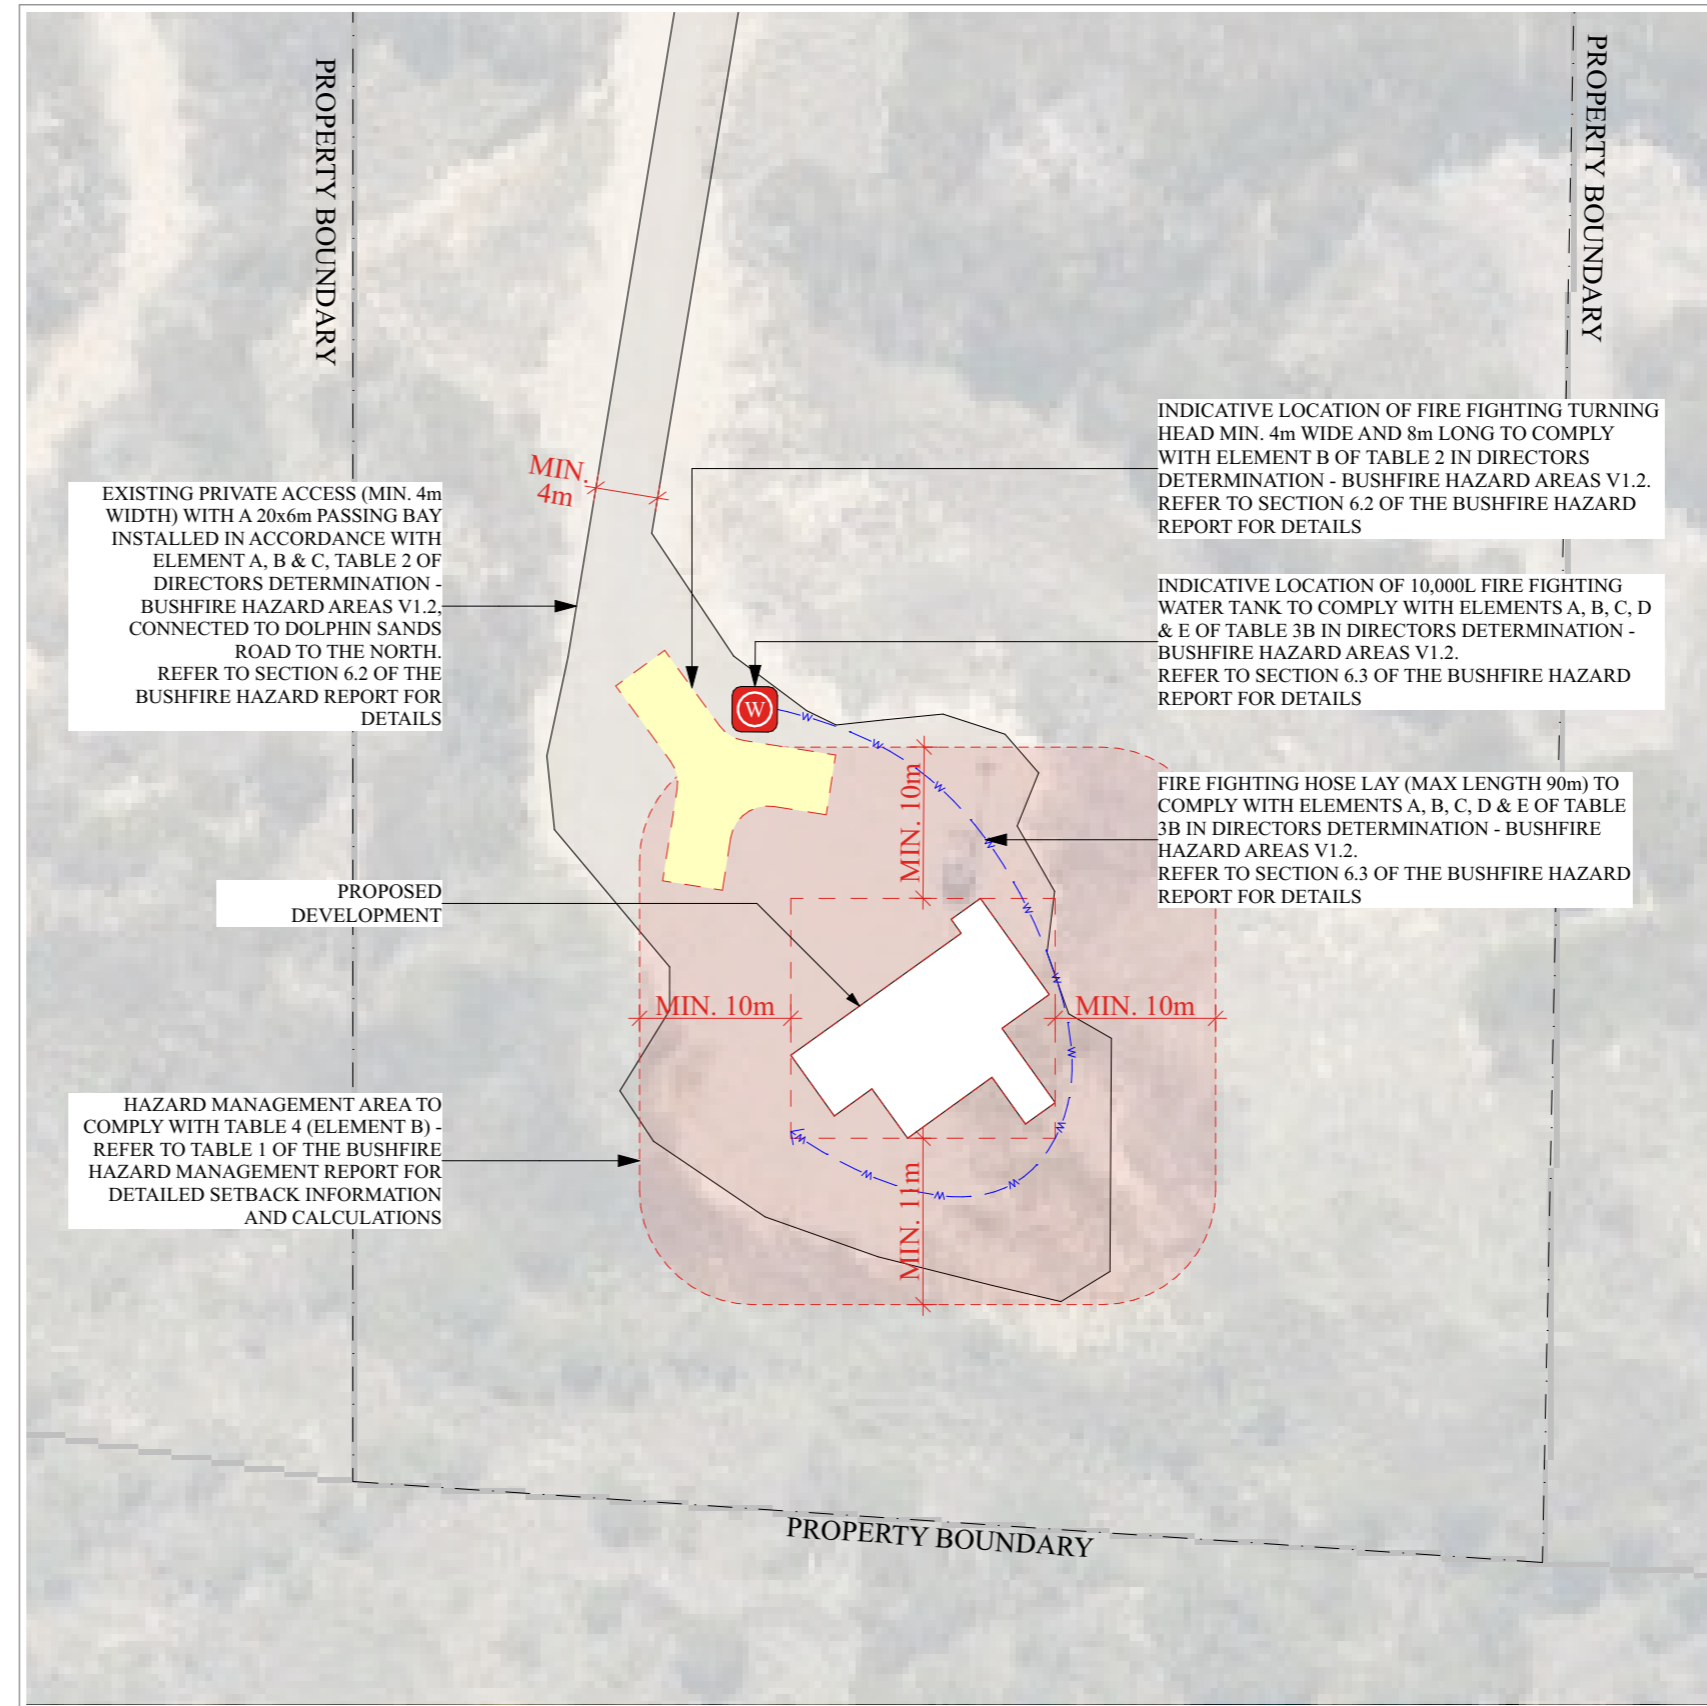 PROPERTY BOUNDARY
PROPERTY BOUNDARY
INDICATIVE LOCATION OF FIRE FIGHTING TURNING
HEAD MIN. 4m WIDE AND 8m LONG TO COMPLY
WITH ELEMENT B OF TABLE 2 IN DIRECTORS
DETERMINATION - BUSHFIRE HAZARD AREAS V1.2.
REFER TO SECTION 6.2 OF THE BUSHFIRE HAZARD
REPORT FOR DETAILS
MIN.
4m
EXISTING PRIVATE ACCESS (MIN. 4m
WIDTH) WITH A 20x6m PASSING BAY
INSTALLED IN ACCORDANCE WITH
ELEMENT A, B & C, TABLE 2 OF
DIRECTORS DETERMINATION -
BUSHFIRE HAZARD AREAS V1.2,
CONNECTED TO DOLPHIN SANDS
ROAD TO THE NORTH.
REFER TO SECTION 6.2 OF THE
BUSHFIRE HAZARD REPORT FOR
DETAILS
INDICATIVE LOCATION OF 10,000L FIRE FIGHTING
WATER TANK TO COMPLY WITH ELEMENTS A, B, C, D
& E OF TABLE 3B IN DIRECTORS DETERMINATION -
BUSHFIRE HAZARD AREAS V1.2.
REFER TO SECTION 6.3 OF THE BUSHFIRE HAZARD
REPORT FOR DETAILS
W
W
W
W
W
W
W
W
W
W
W
W
W
MIN. 10m
FIRE FIGHTING HOSE LAY (MAX LENGTH 90m) TO
COMPLY WITH ELEMENTS A, B, C, D & E OF TABLE
3B IN DIRECTORS DETERMINATION - BUSHFIRE
HAZARD AREAS V1.2.
REFER TO SECTION 6.3 OF THE BUSHFIRE HAZARD
REPORT FOR DETAILS
PROPOSED
DEVELOPMENT
MIN. 10m
MIN. 10m
HAZARD MANAGEMENT AREA TO
COMPLY WITH TABLE 4 (ELEMENT B) -
REFER TO TABLE 1 OF THE BUSHFIRE
HAZARD MANAGEMENT REPORT FOR
DETAILED SETBACK INFORMATION
AND CALCULATIONS
MIN. 11m
PROPERTY BOUNDARY